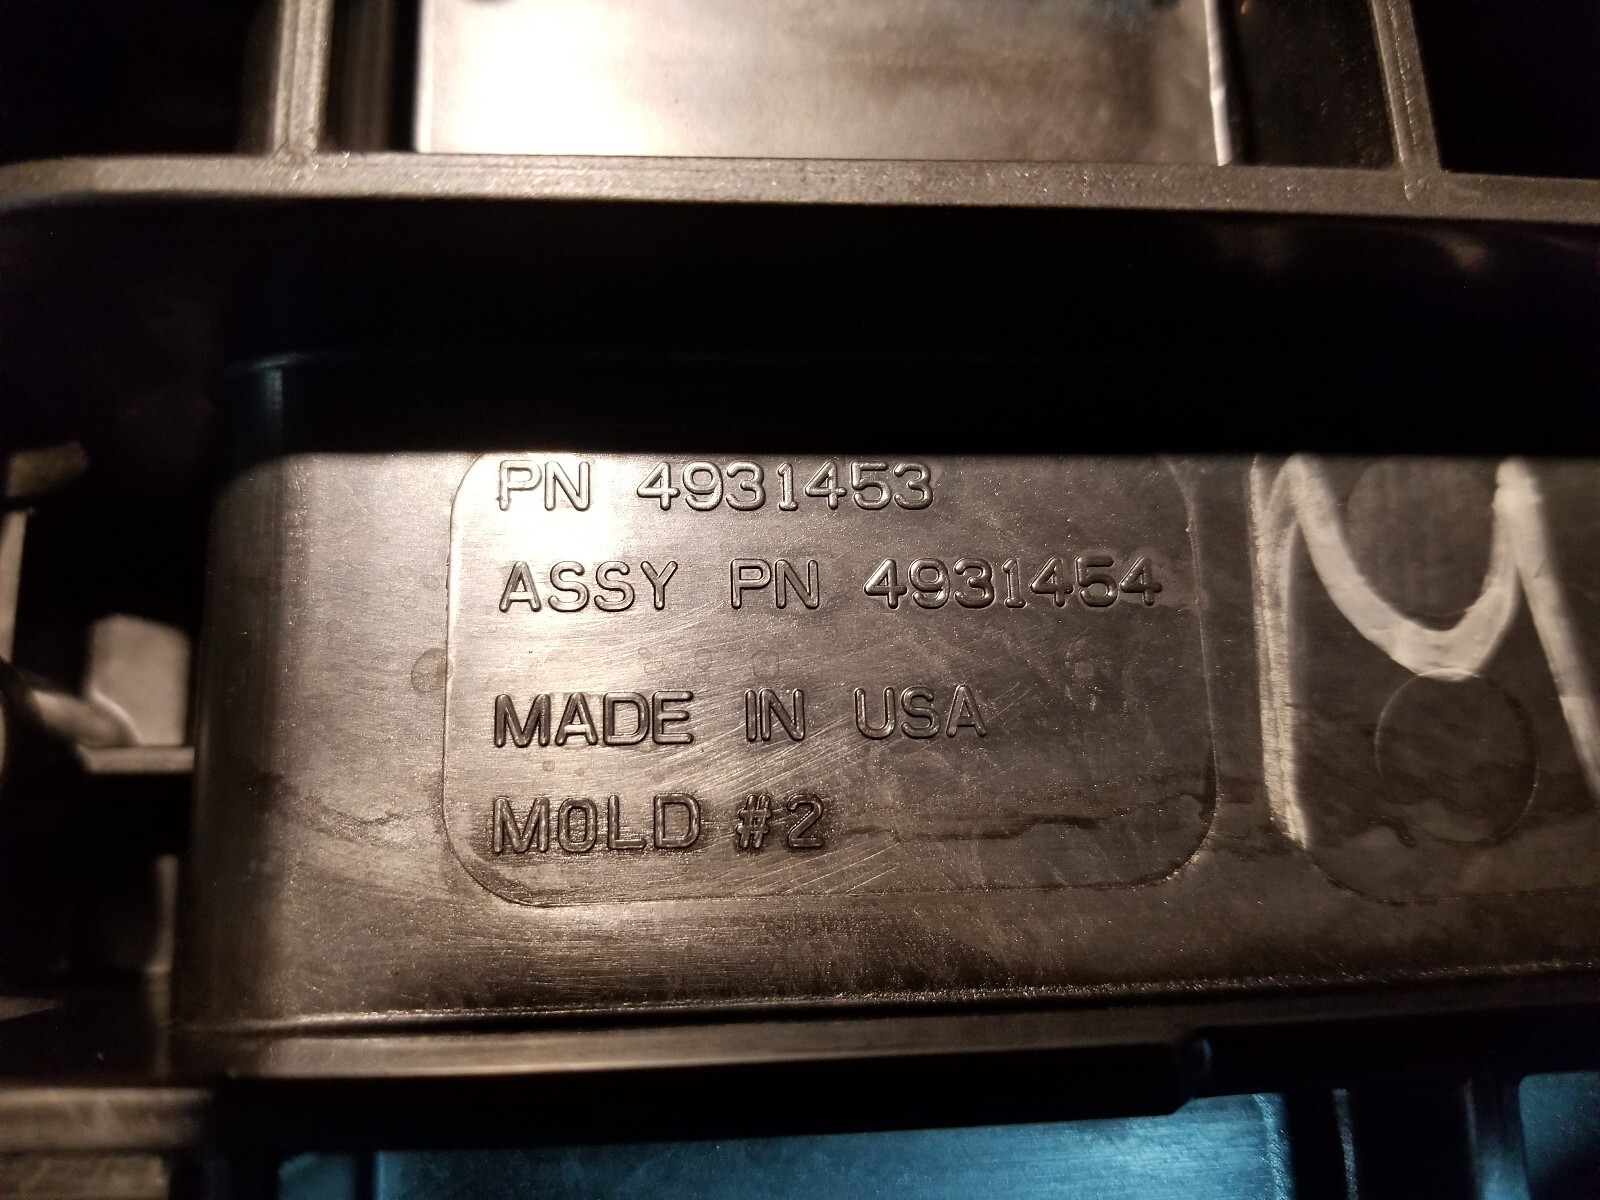 PN 4931453
ASSY PN 4931454
MADE IN USA
MOLD #2